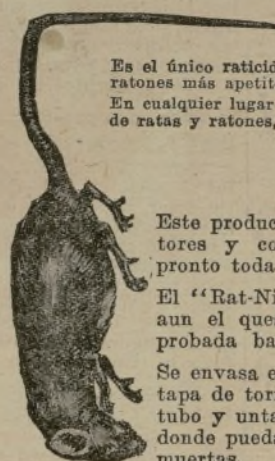 Es el único raticid
ratones más apetit
En cualquier lugar
de ratas y ratones,
Este produc
tores y co
pronto toda
El "Rat-Ni
aun el que
probada ba
Se envasa e
tapa de tor
tubo y unta
donde pueda
muertas